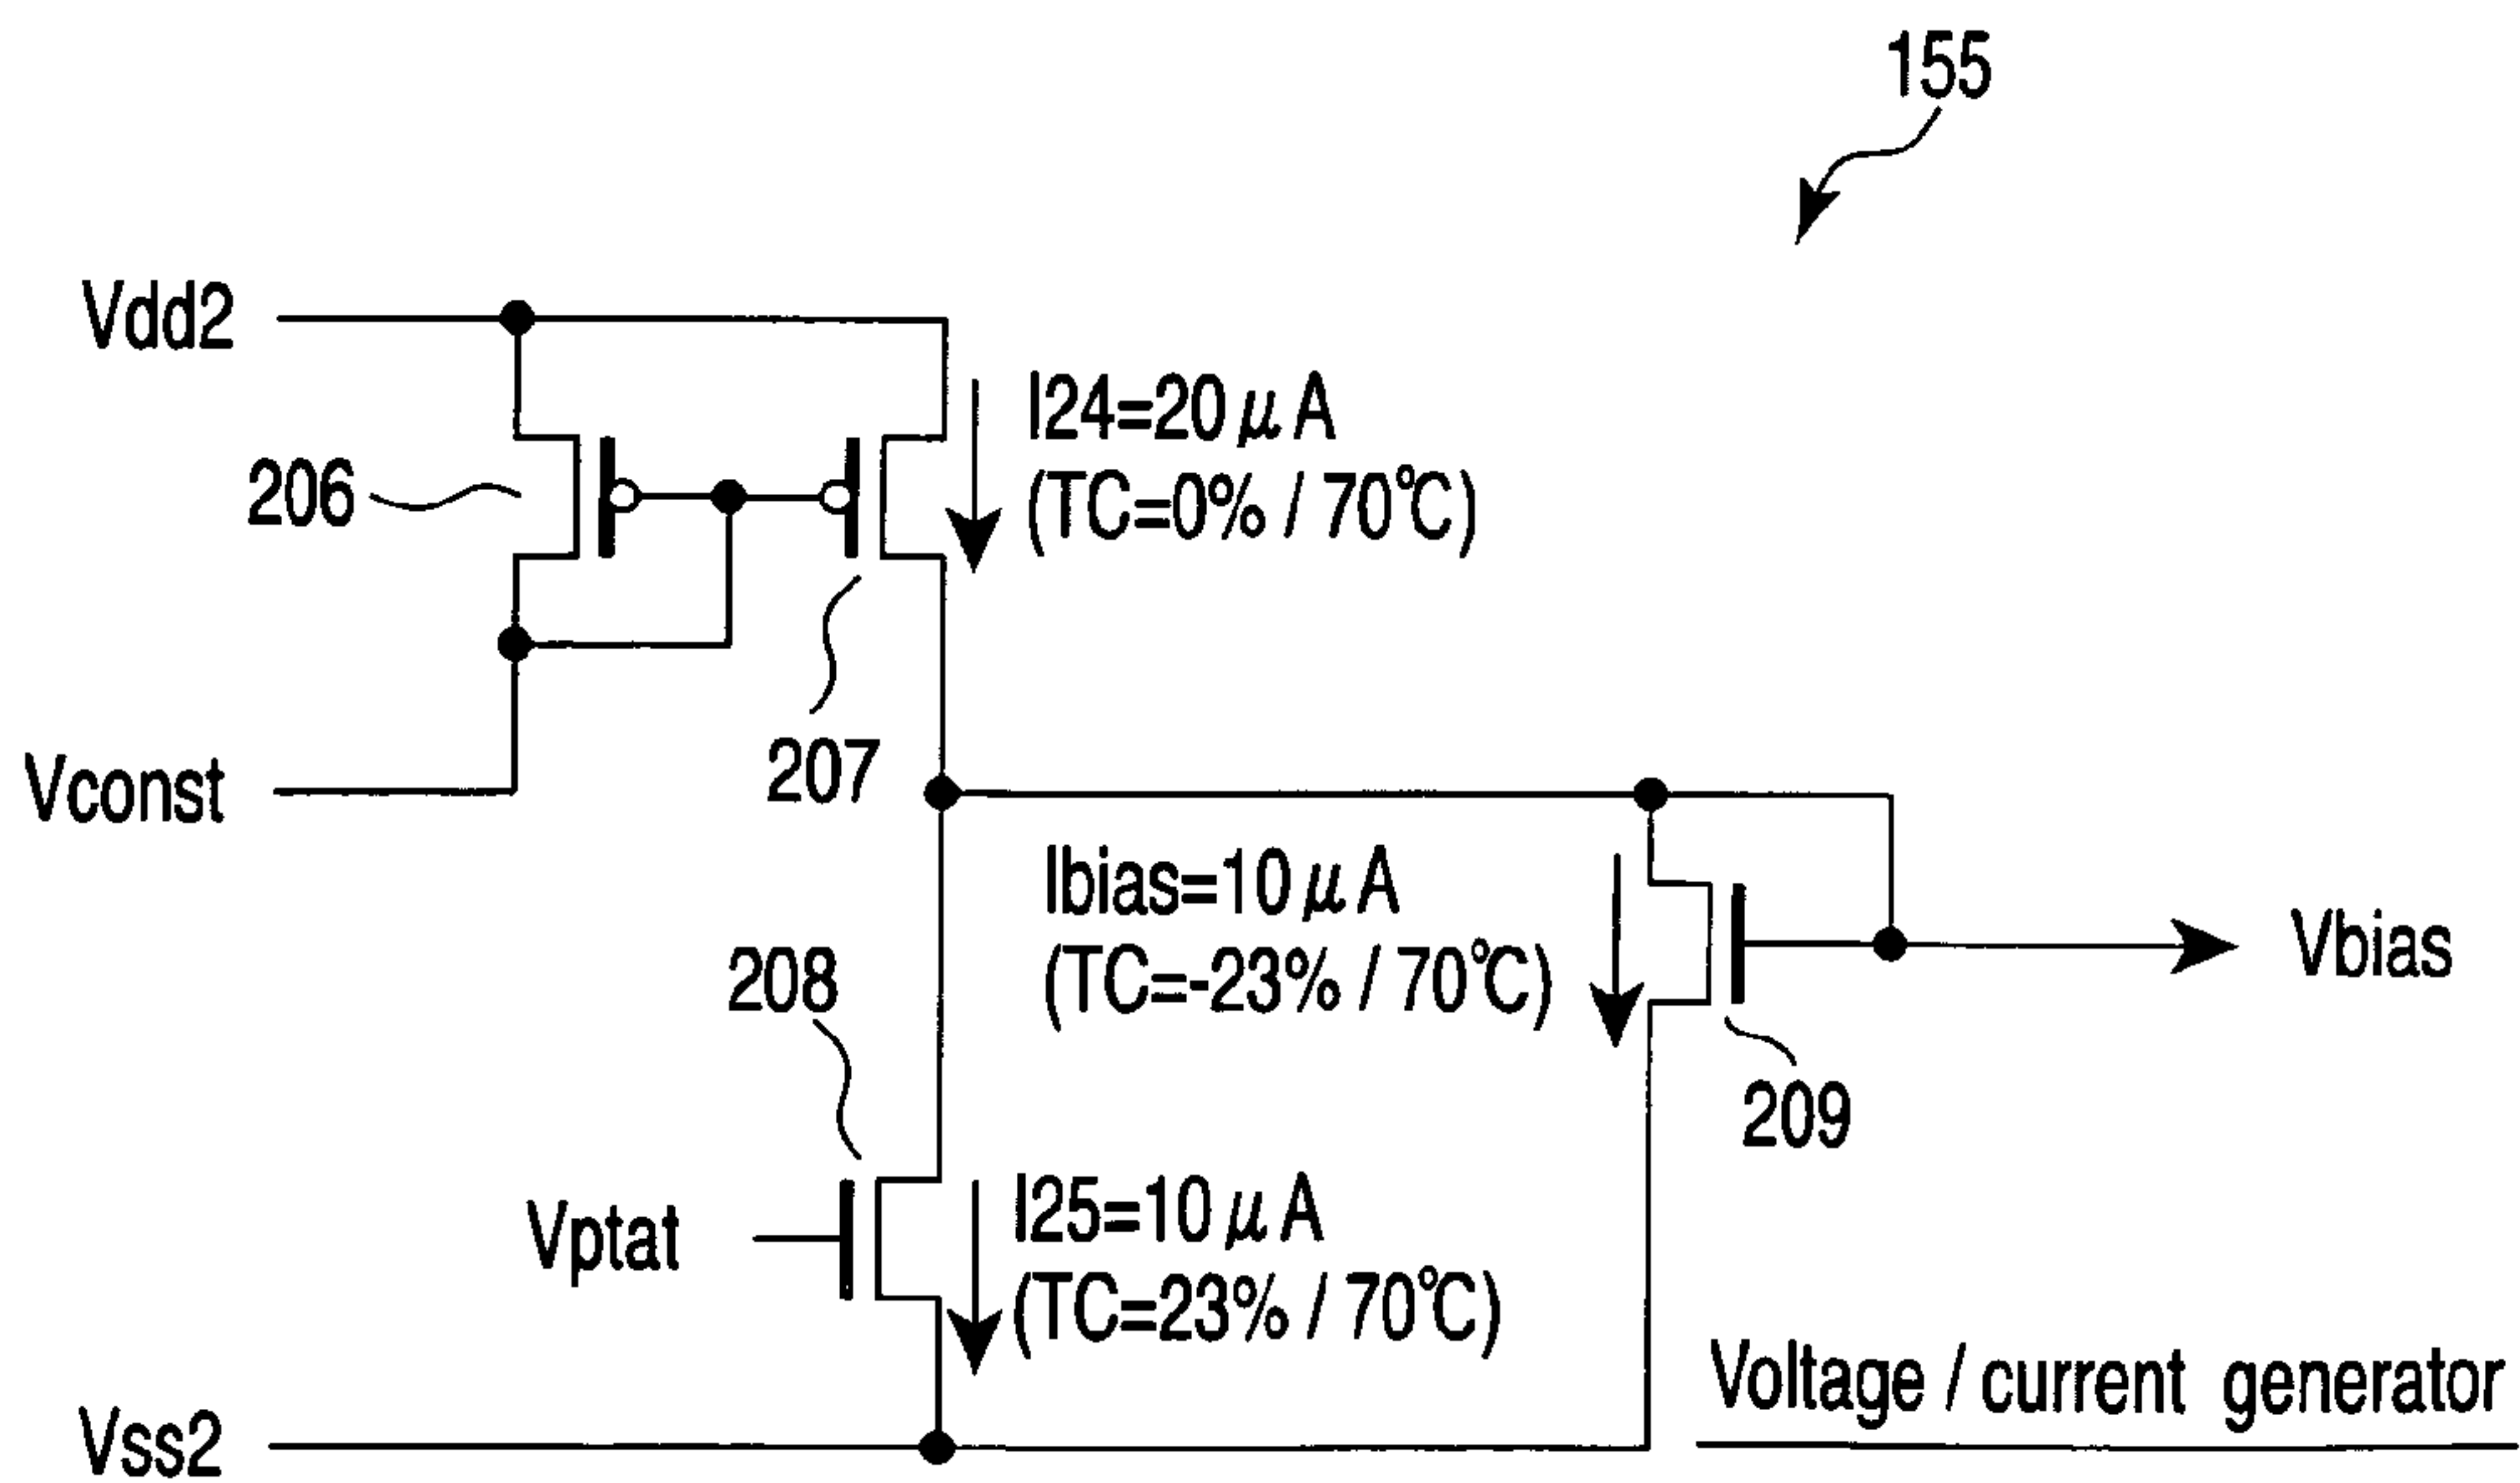 155
Vdd2
I24=20μA
(TC=0% / 70℃)
206
207
Vconst
Ibias=10μA
(TC=-23% / 70℃)
Vbias
208
209
Vptat
I25=10μA
(TC=23% / 70℃)
Voltage / current generator
Vss2